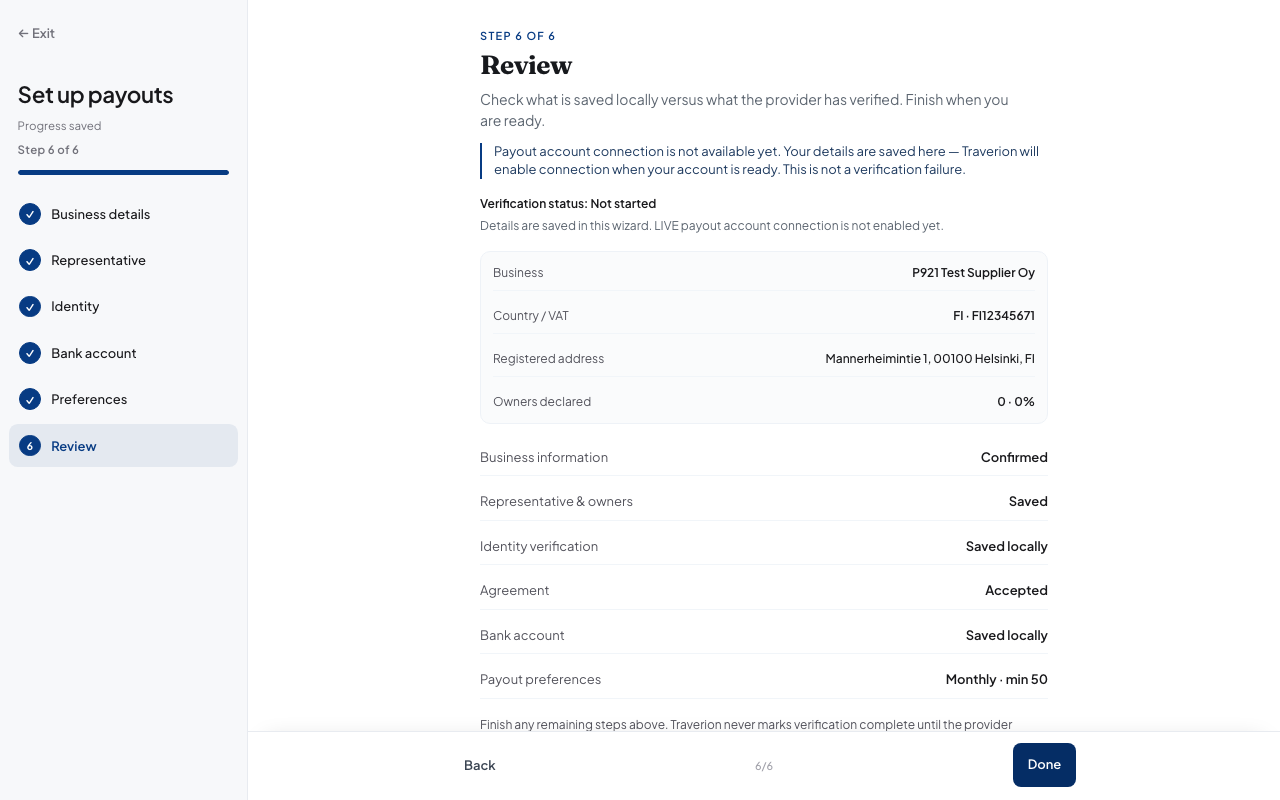 ← Exit
Set up payouts
Progress saved
Step 6 of 6
Business details
Representative
Identity
Bank account
Preferences
6 Review
STEP 6 OF 6
Review
Check what is saved locally versus what the provider has verified. Finish when you
are ready.
Payout account connection is not available yet. Your details are saved here — Traverion will
enable connection when your account is ready. This is not a verification failure.
Verification status: Not started
Details are saved in this wizard. LIVE payout account connection is not enabled yet.
Business P921 Test Supplier Oy
Country / VAT FI · FI12345671
Registered address Mannerheimintie 1, 00100 Helsinki, FI
Owners declared 0 · 0%
Business information Confirmed
Representative & owners Saved
Identity verification Saved locally
Agreement Accepted
Bank account Saved locally
Payout preferences Monthly · min 50
Finish any remaining steps above. Traverion never marks verification complete until the provider
Back 6/6 Done